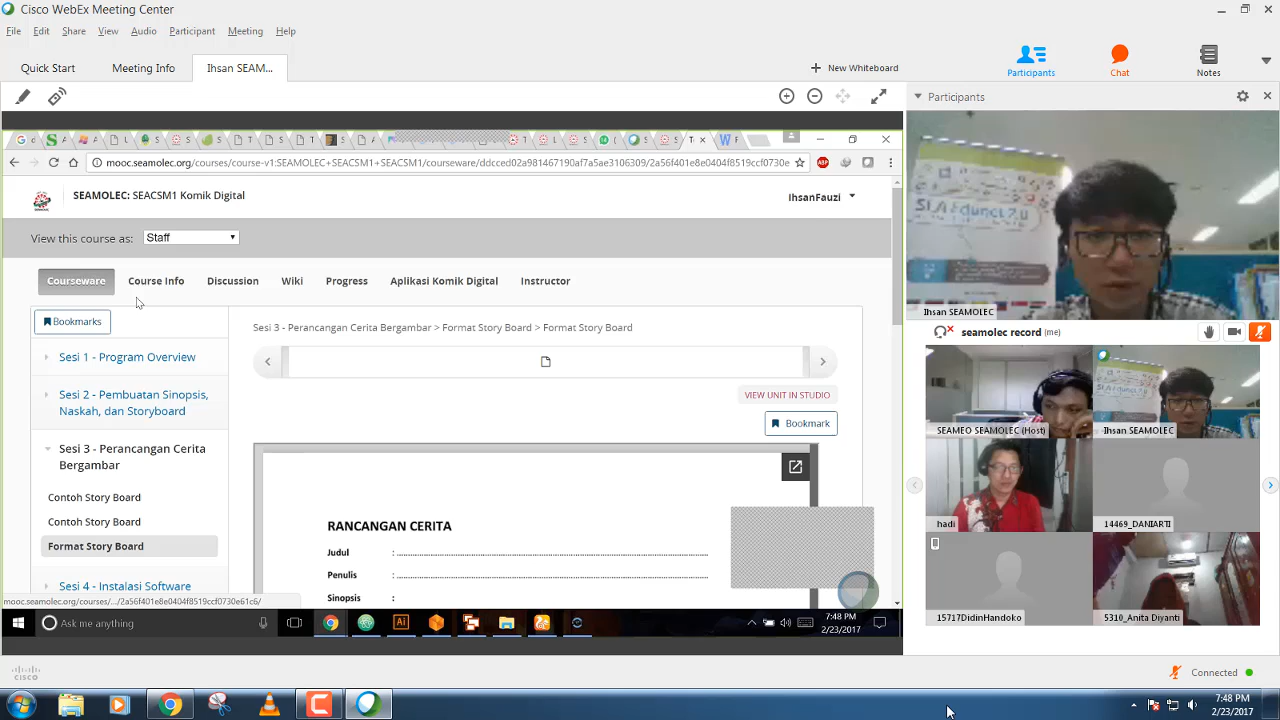 Cisco WebEx Meeting Center
File Edit Share View Audio Participant Meeting Help
Quick Start Meeting Info Ihsan SEAM...
New Whiteboard
Participants Chat Notes
Participants
mooc.seamolec.org/courses/course-v1:SEAMOLEC+SEACSM1+SEACSM1/courseware/ddcced02a981467190af7a5ae3106309/2a56f401e8e0404f8519ccf0730e
ABP
SEAMOLEC: SEACSM1 Komik Digital
IhsanFauzi
View this course as: Staff
Courseware Course Info Discussion Wiki Progress Aplikasi Komik Digital Instructor
Bookmarks
Sesi 3 - Perancangan Cerita Bergambar > Format Story Board > Format Story Board
Sesi 1 - Program Overview
Sesi 2 - Pembuatan Sinopsis,
Naskah, dan Storyboard
VIEW UNIT IN STUDIO
Bookmark
Sesi 3 - Perancangan Cerita
Bergambar
Contoh Story Board
Contoh Story Board
Format Story Board
Sesi 4 - Instalasi Software
RANCANGAN CERITA
Judul :
Penulis :
Sinopsis :
mooc.seamolec.org/courses/.../2a56f401e8e0404f8519ccf0730e61c6/
Ask me anything
7:48 PM
2/23/2017
Ihsan SEAMOLEC
seamolec record (me)
SEAMEO SEAMOLEC (Host)
Ihsan SEAMOLEC
hadi
14469_DANIARTI
15717DidinHandoko
5310_Anita Diyanti
cisco
Connected
7:48 PM
2/23/2017